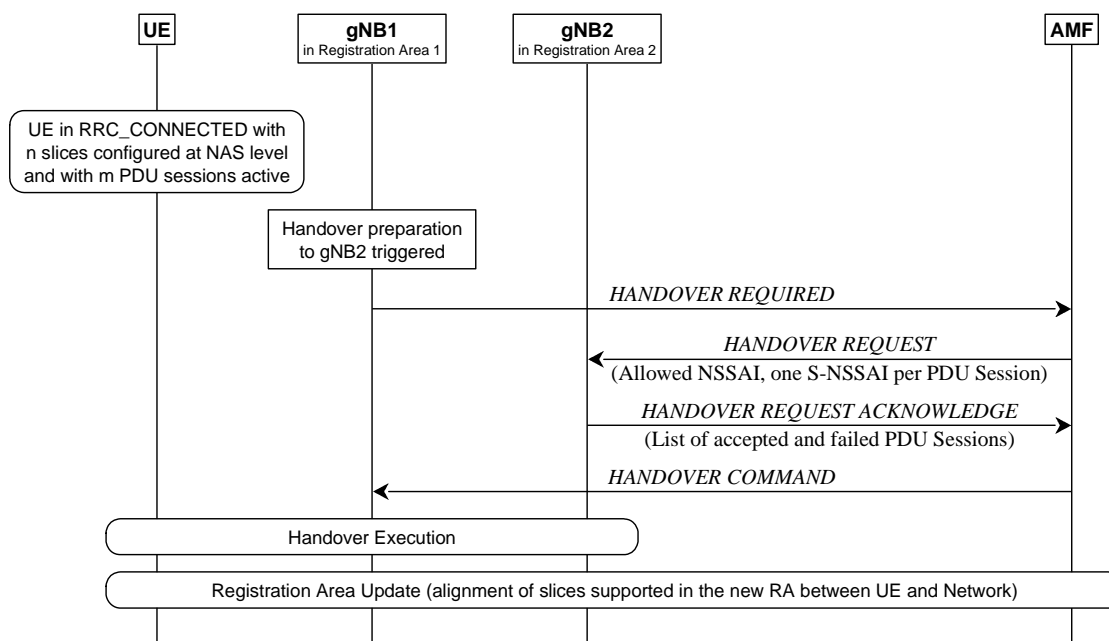 UE
gNB1
in Registration Area 1
gNB2
in Registration Area 2
AMF
UE in RRC_CONNECTED with
n slices configured at NAS level
and with m PDU sessions active
Handover preparation
to gNB2 triggered
HANDOVER REQUIRED
HANDOVER REQUEST
(Allowed NSSAI, one S-NSSAI per PDU Session)
HANDOVER REQUEST ACKNOWLEDGE
(List of accepted and failed PDU Sessions)
HANDOVER COMMAND
Handover Execution
Registration Area Update (alignment of slices supported in the new RA between UE and Network)